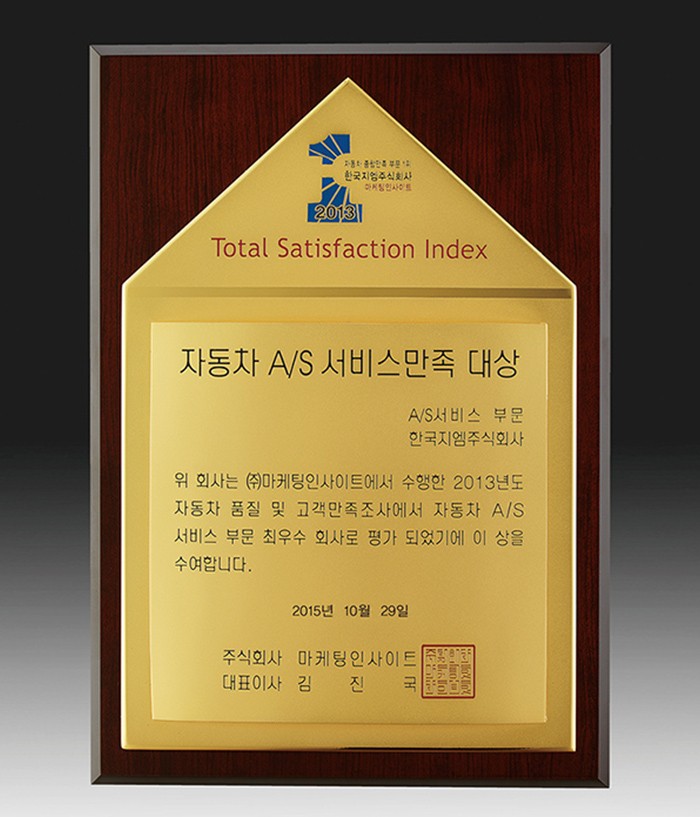 자동차 종합만족 부문 1위
한국지엠주식회사
마케팅인사이트
2013
Total Satisfaction Index
자동차 A/S 서비스만족 대상
A/S서비스 부문
한국지엠주식회사
위 회사는 ㈜마케팅인사이트에서 수행한 2013년도
자동차 품질 및 고객만족조사에서 자동차 A/S
서비스 부문 최우수 회사로 평가 되었기에 이 상을
수여합니다.
2015년 10월 29일
주식회사 마케팅인사이트
대표이사 김 진 국